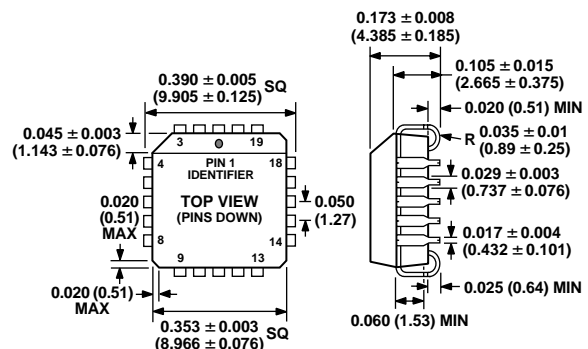 0.173 ± 0.008
(4.385 ± 0.185)
0.390 ± 0.005
(9.905 ± 0.125)
SQ
0.105 ± 0.015
(2.665 ± 0.375)
0.045 ± 0.003
(1.143 ± 0.076)
0.020 (0.51) MIN
3
19
R
0.035 ± 0.01
(0.89 ± 0.25)
4
PIN 1
IDENTIFIER
18
0.029 ± 0.003
(0.737 ± 0.076)
0.020
(0.51)
MAX
TOP VIEW
(PINS DOWN)
0.050
(1.27)
8
14
0.017 ± 0.004
(0.432 ± 0.101)
9
13
0.020 (0.51)
MAX
0.025 (0.64) MIN
0.353 ± 0.003
(8.966 ± 0.076)
SQ
0.060 (1.53) MIN